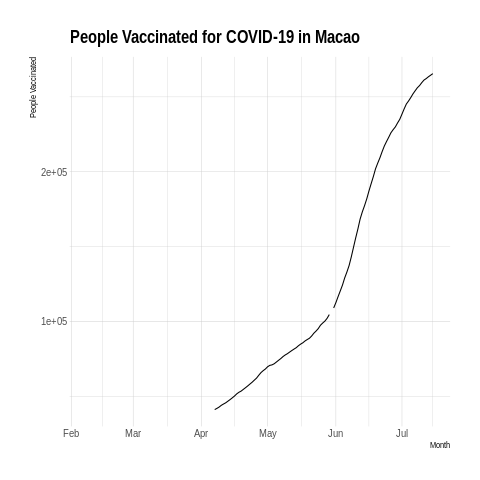 People Vaccinated for COVID-19 in Macao
People Vaccinated
2e+05
1e+05
Feb Mar Apr May Jun Jul
Month